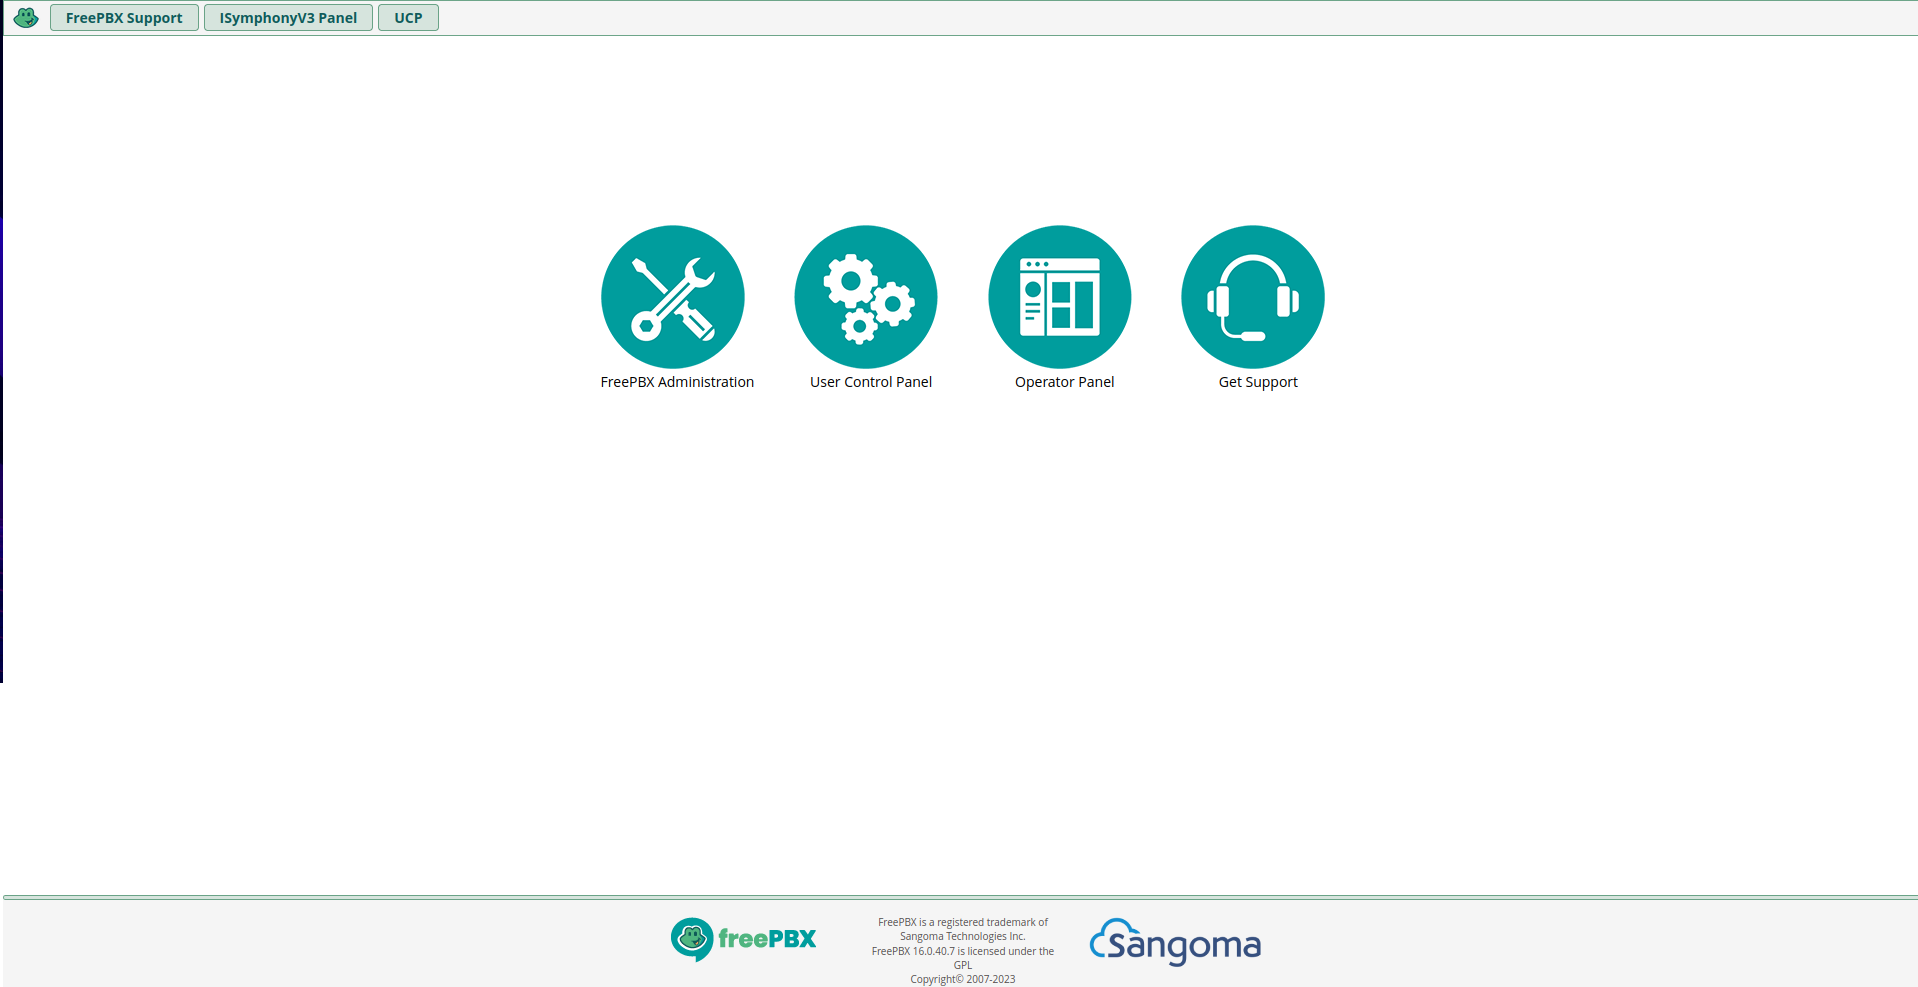 FreePBX Support
ISymphonyV3 Panel
UCP
FreePBX Administration
User Control Panel
Operator Panel
Get Support
freePBX
FreePBX is a registered trademark of
Sangoma Technologies Inc.
FreePBX 16.0.40.7 is licensed under the
GPL
Copyright© 2007-2023
Sangoma